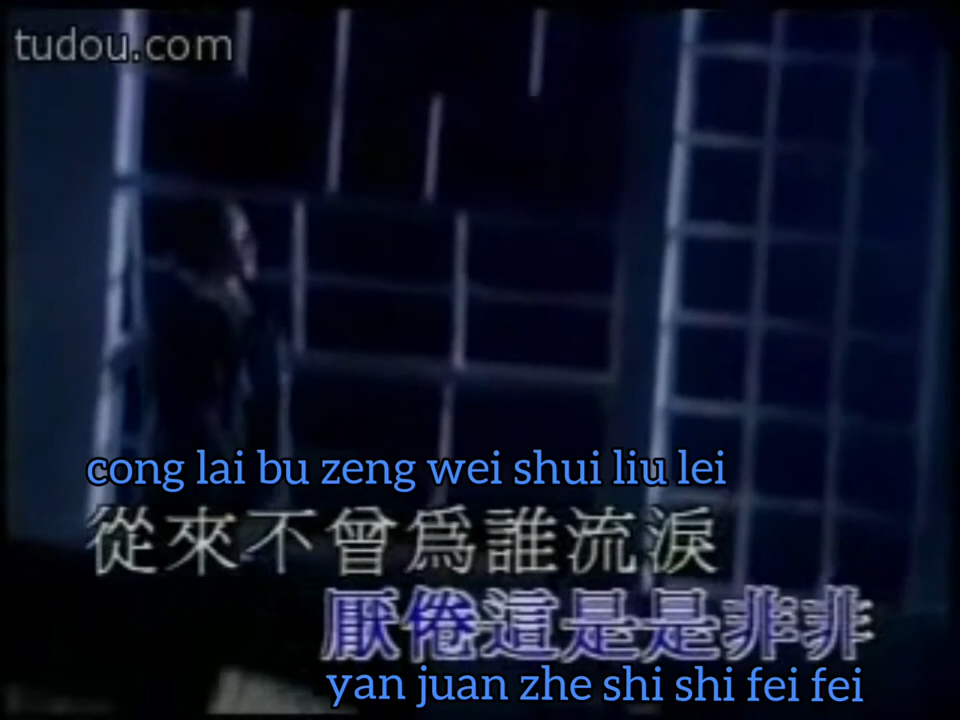 tudou.com
cong lai bu zeng wei shui liu lei
從來不曾爲誰流淚
厭倦這是是非非
yan juan zhe shi shi fei fei